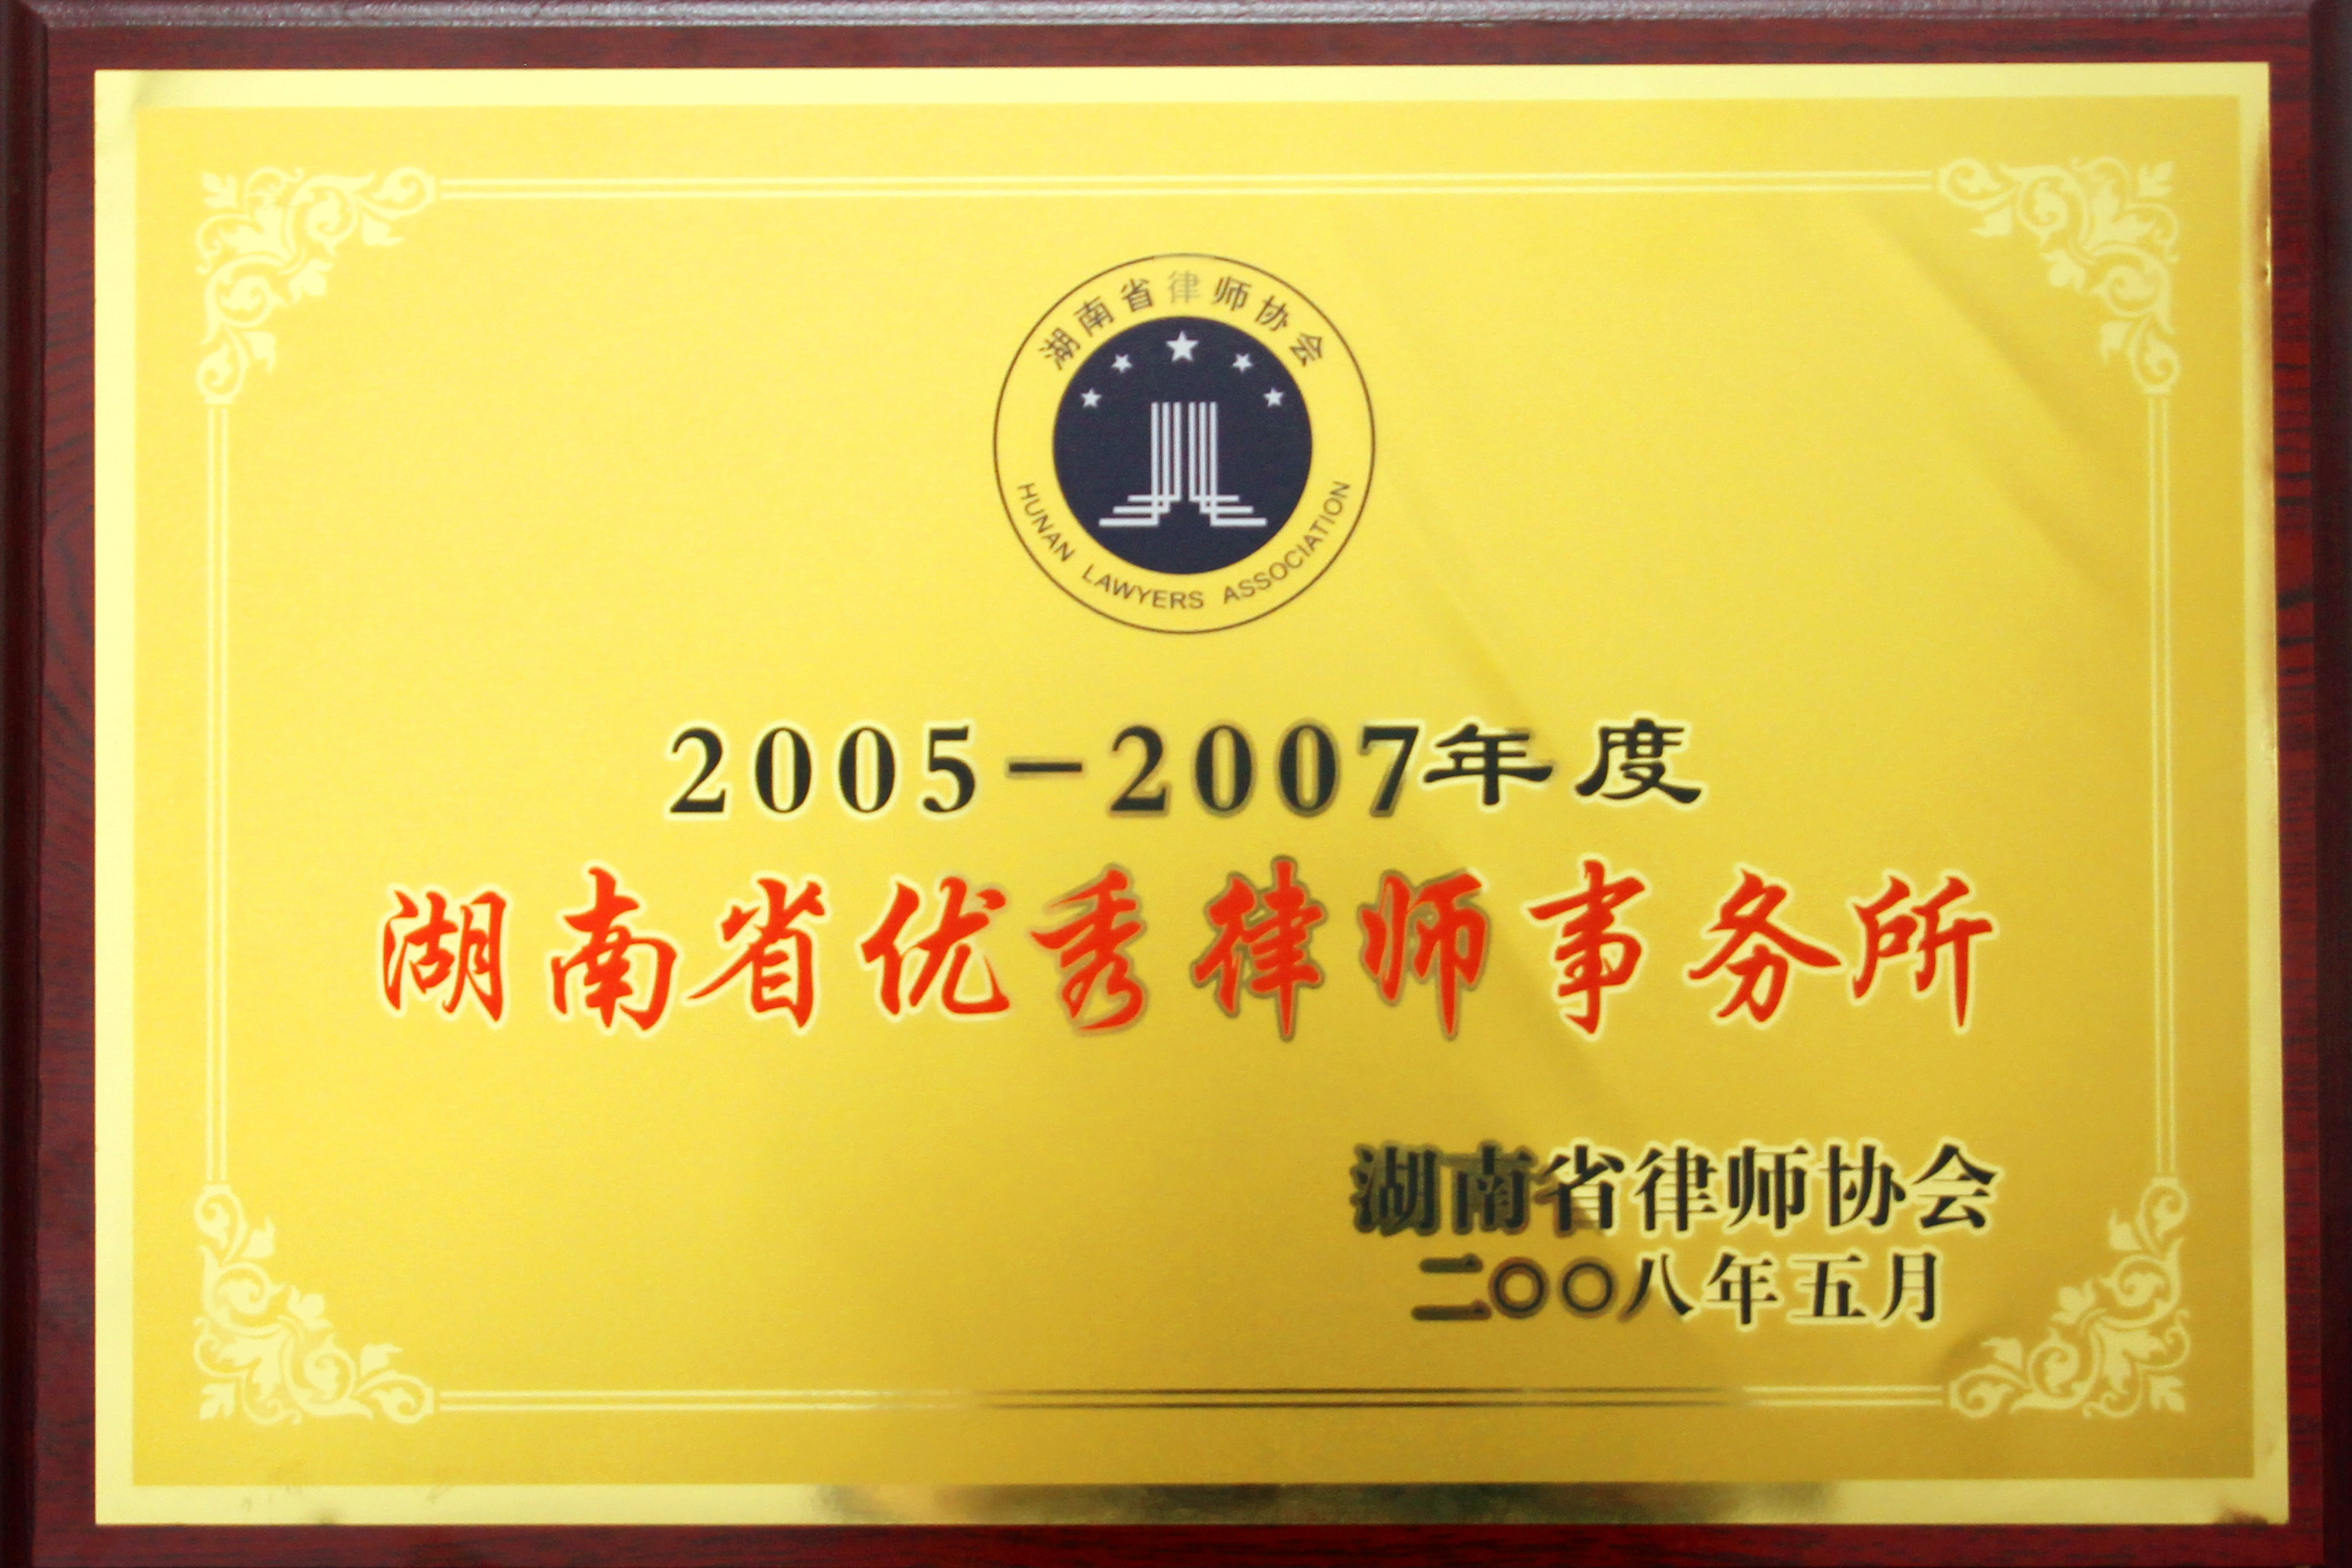 湖南省律师协会
HUNAN LAWYERS ASSOCIATION
2005-2007年度
湖南省优秀律师事务所
湖南省律师协会
二〇〇八年五月